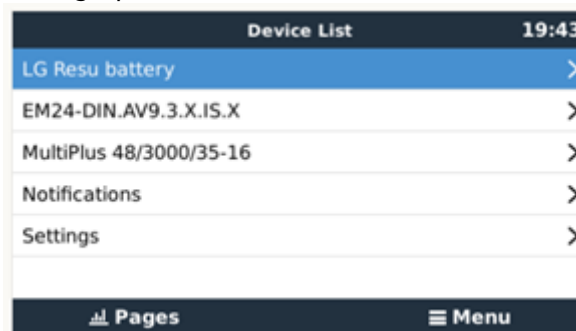 Device List 19:43
LG Resu battery
EM24-DIN.AV9.3.X.IS.X
MultiPlus 48/3000/35-16
Notifications
Settings
Pages Menu